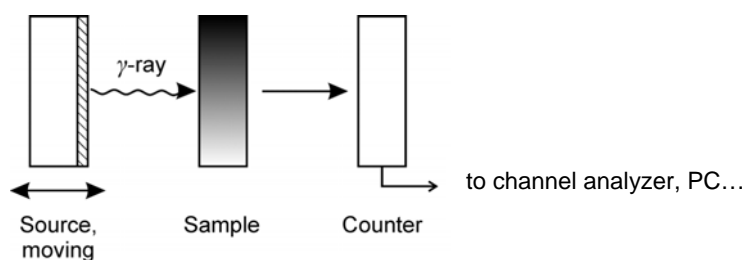 γ-ray
to channel analyzer, PC…
Source,
moving
Sample
Counter